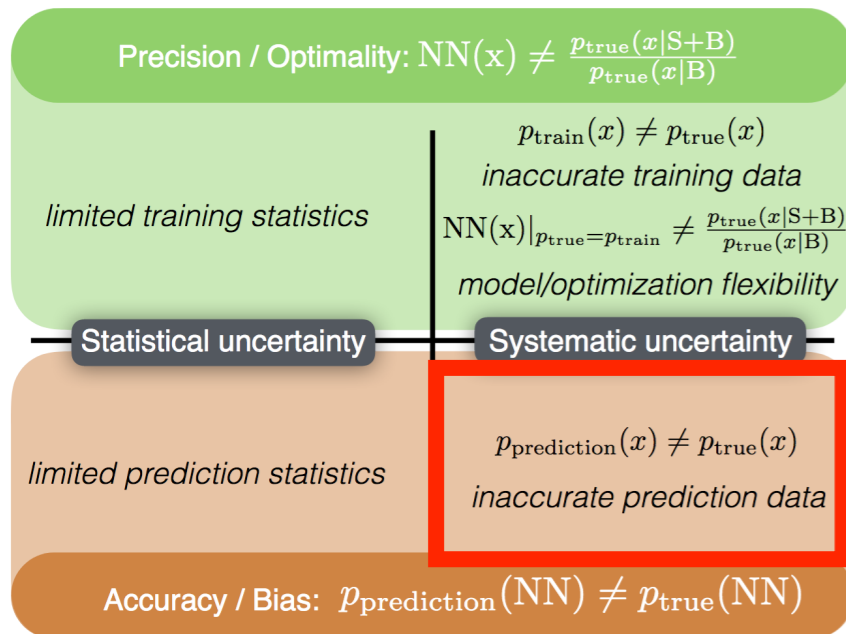 Precision / Optimality: NN(x) ≠ p_true(x|S+B) / p_true(x|B)
limited training statistics
p_train(x) ≠ p_true(x)
inaccurate training data
NN(x)|_{p_true=p_train} ≠ p_true(x|S+B) / p_true(x|B)
model/optimization flexibility
Statistical uncertainty
Systematic uncertainty
limited prediction statistics
p_prediction(x) ≠ p_true(x)
inaccurate prediction data
Accuracy / Bias: p_prediction(NN) ≠ p_true(NN)